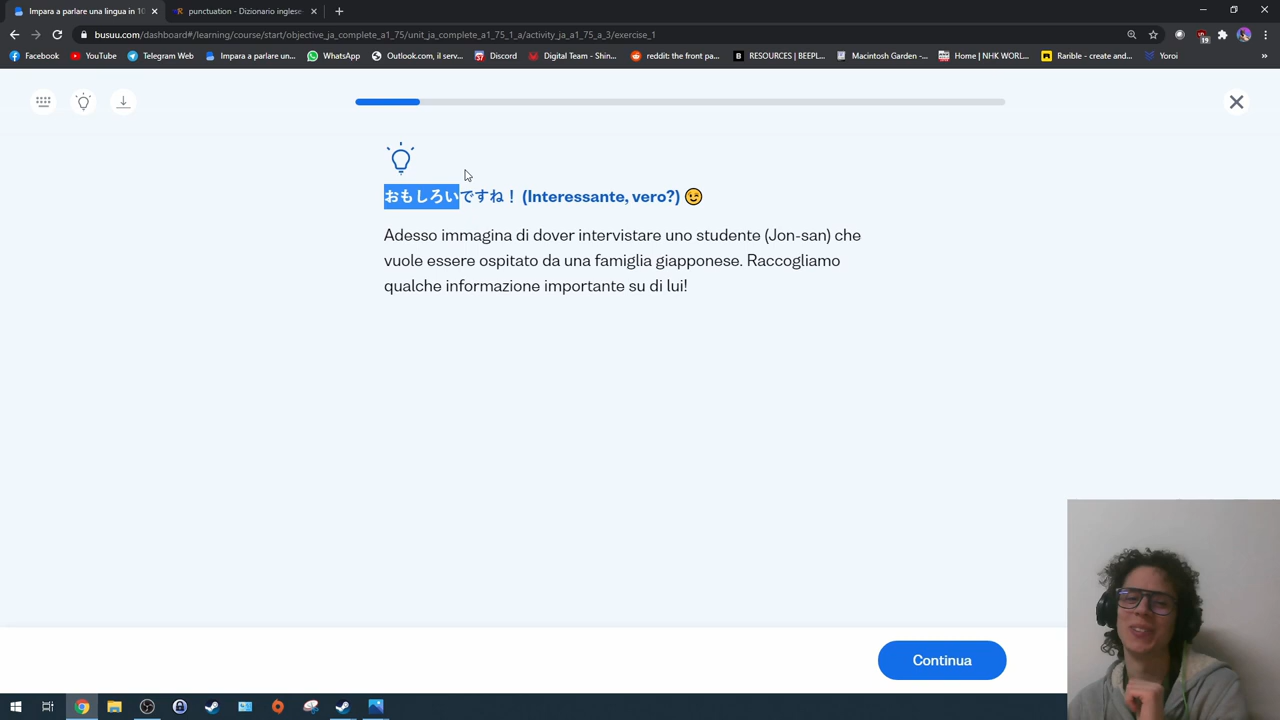 Impara a parlare una lingua in 10
punctuation - Dizionario inglese-
busuu.com/dashboard#/learning/course/start/objective_ja_complete_a1_75/unit_ja_complete_a1_75_1_a/activity_ja_a1_75_a_3/exercise_1
Facebook YouTube Telegram Web Impara a parlare un... WhatsApp Outlook.com, il serv... Discord Digital Team - Shin... reddit: the front pa... RESOURCES | BEEPL... Macintosh Garden -... Home | NHK WORL... Rarible - create and... Yoroi
19
おもしろいですね！ (Interessante, vero?) 😉
Adesso immagina di dover intervistare uno studente (Jon-san) che
vuole essere ospitato da una famiglia giapponese. Raccogliamo
qualche informazione importante su di lui!
Continua